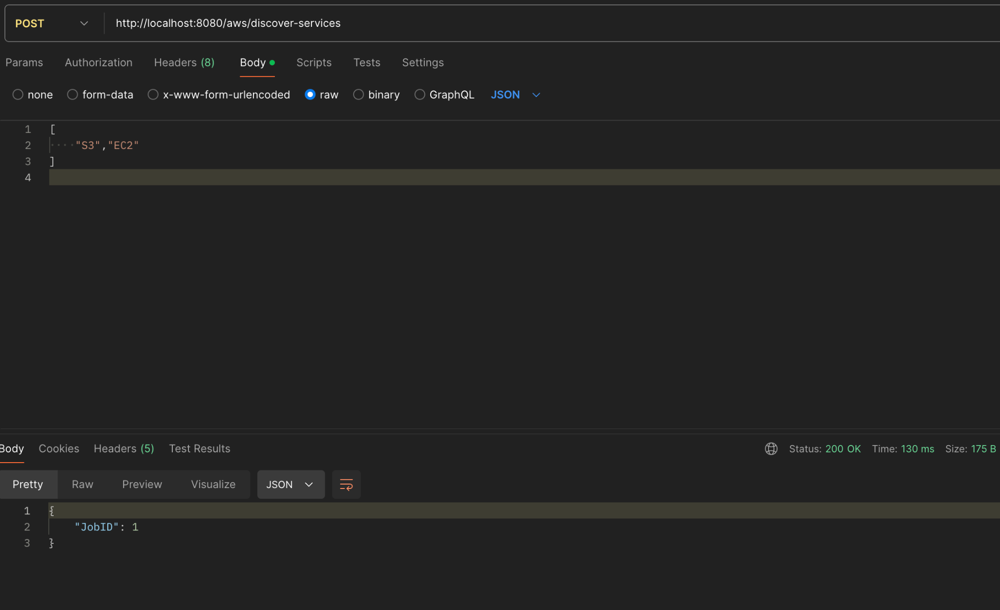 POST http://localhost:8080/aws/discover-services
Params Authorization Headers (8) Body Scripts Tests Settings
none form-data x-www-form-urlencoded raw binary GraphQL JSON
1 [
2 ····"S3","EC2"
3 ]
4
Body Cookies Headers (5) Test Results Status: 200 OK Time: 130 ms Size: 175 B
Pretty Raw Preview Visualize JSON
1 {
2 "JobID": 1
3 }